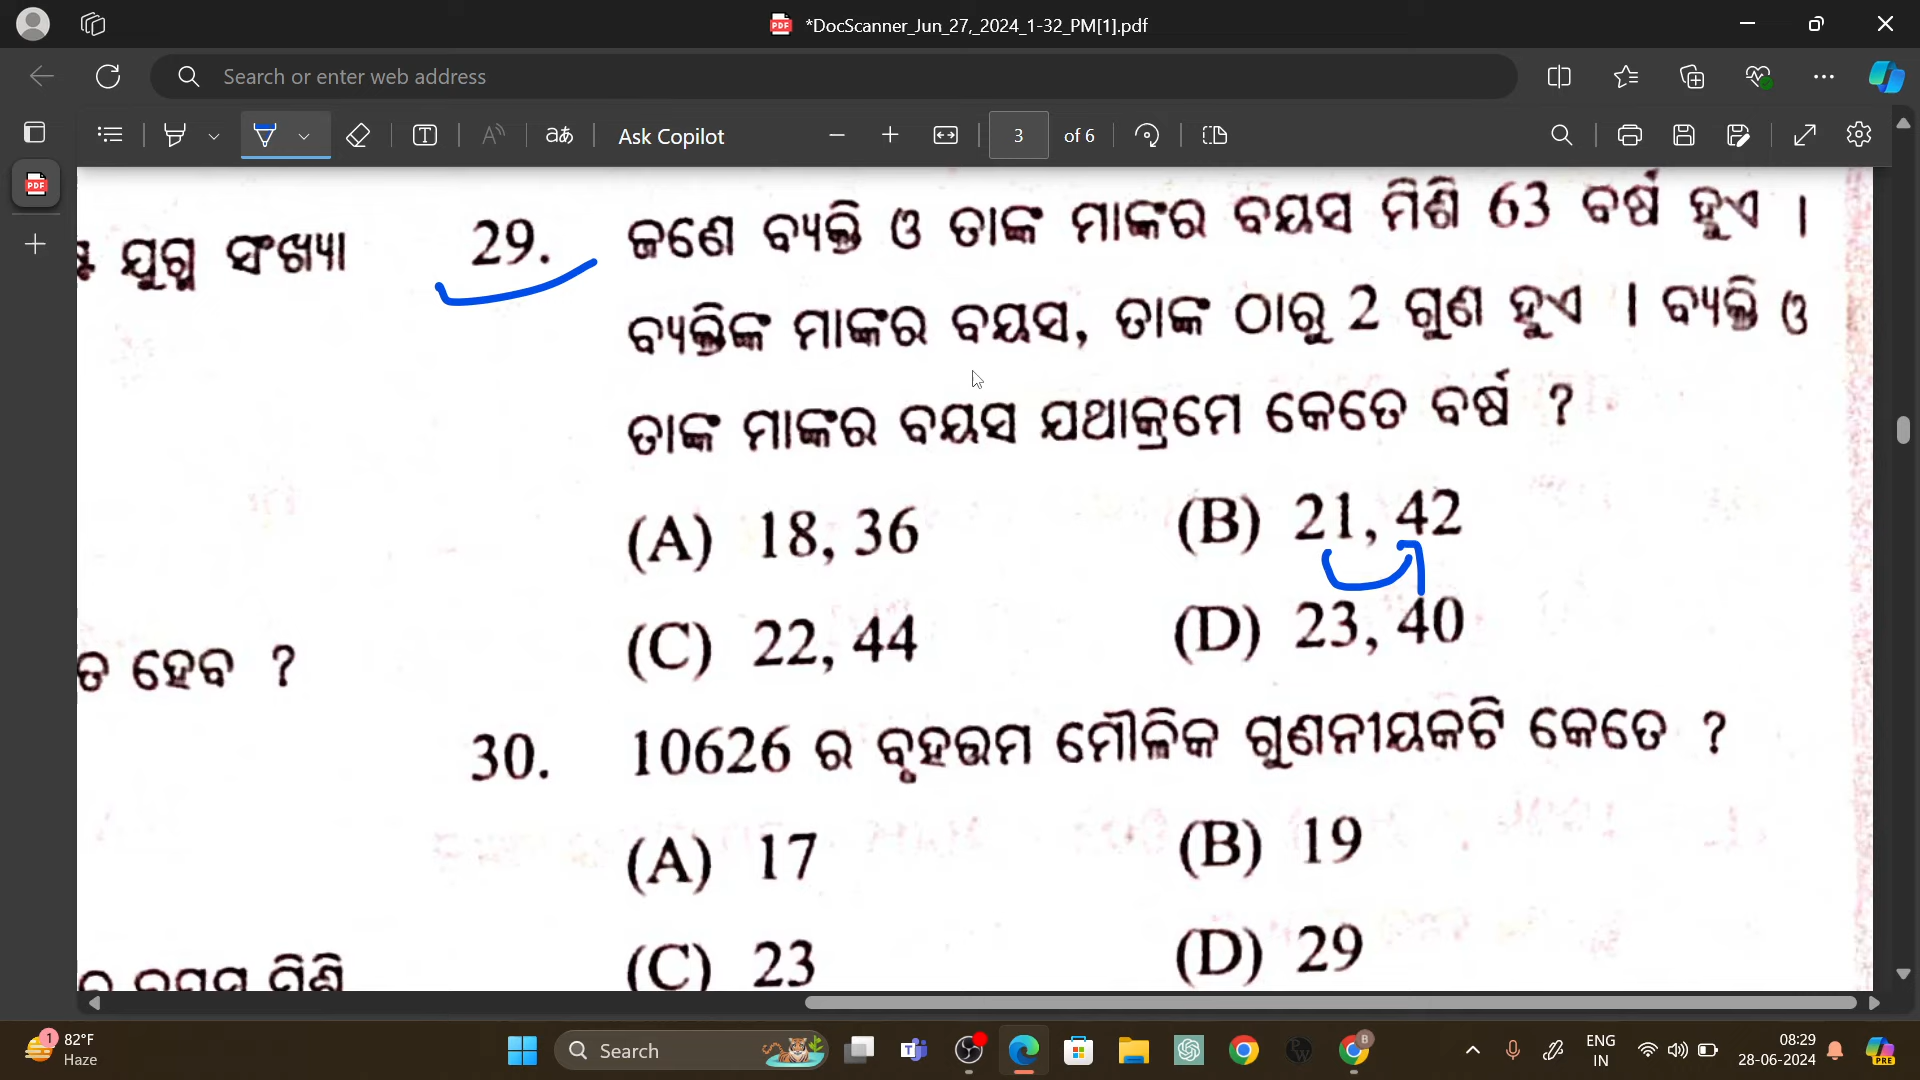 *DocScanner_Jun_27,_2024_1-32_PM[1].pdf
Search or enter web address
Ask Copilot
3 of 6
ଯୁଗ୍ମ ସଂଖ୍ୟା
29. ଜଣେ ବ୍ୟକ୍ତି ଓ ତାଙ୍କ ମାଙ୍କର ବୟସ ମିଶି 63 ବର୍ଷ ହୁଏ ।
ବ୍ୟକ୍ତିଙ୍କ ମାଙ୍କର ବୟସ, ତାଙ୍କ ଠାରୁ 2 ଗୁଣ ହୁଏ । ବ୍ୟକ୍ତି ଓ
ତାଙ୍କ ମାଙ୍କର ବୟସ ଯଥାକ୍ରମେ କେତେ ବର୍ଷ ?
(A) 18, 36 (B) 21, 42
(C) 22, 44 (D) 23, 40
ହେବ ?
30. 10626 ର ବୃହତ୍ତମ ମୌଳିକ ଗୁଣନୀୟକଟି କେତେ ?
(A) 17 (B) 19
(C) 23 (D) 29
ମିଶି
82°F
Haze
Search
ENG
IN
08:29
28-06-2024